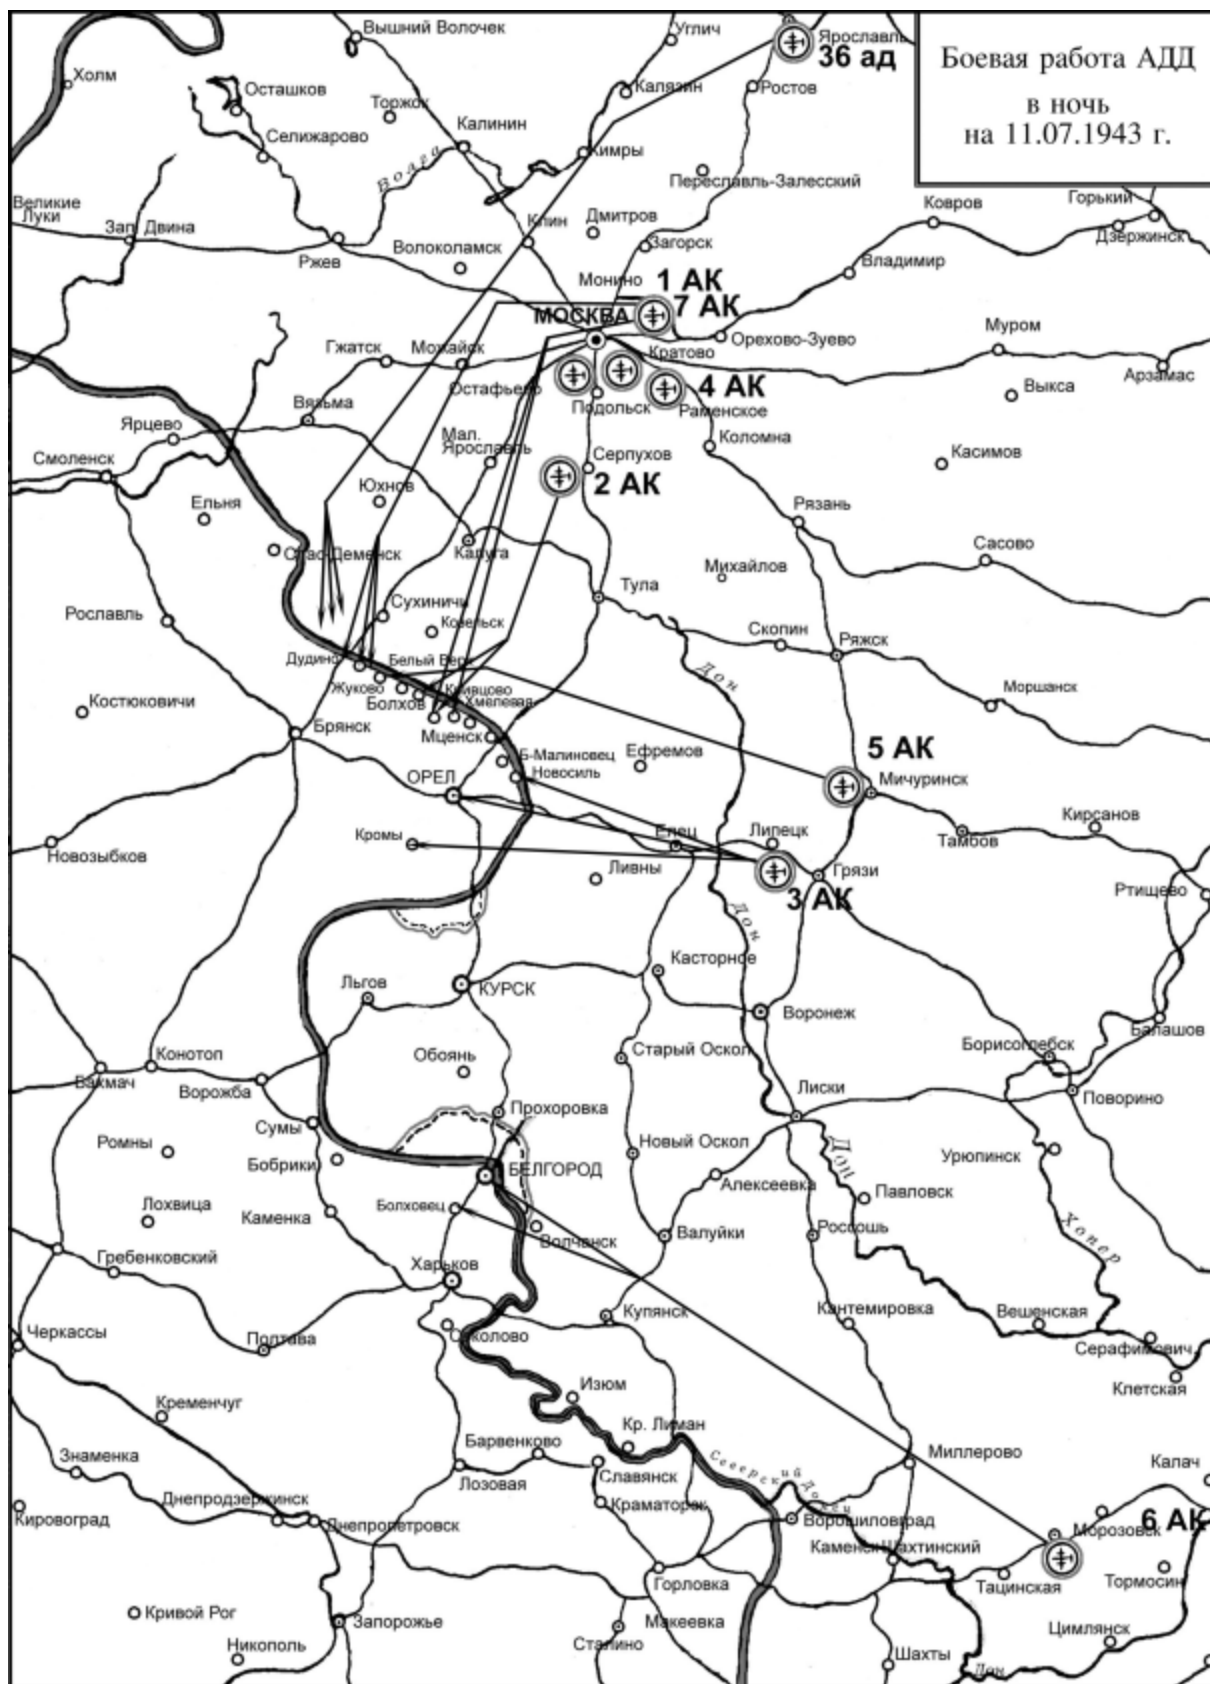 Вышний Волочек
Углич
Ярославль
36 ад
Боевая работа АДД
в ночь
на 11.07.1943 г.
Холм
Осташков
Торжок
Калязин
Ростов
Селижарово
Калинин
Кимры
Волга
Переславль-Залесский
Великие
Луки
Зап. Двина
Ржев
Волоколамск
Клин
Дмитров
Загорск
Ковров
Горький
Дзержинск
Владимир
Монино
1 АК
7 АК
МОСКВА
Орехово-Зуево
Муром
Гжатск
Можайск
Кратово
Арзамас
Остафьево
4 АК
Выкса
Подольск
Раменское
Вязьма
Ярцево
Мал.
Ярославль
Коломна
Смоленск
Серпухов
Касимов
2 АК
Юхнов
Ельня
Рязань
Спас-Деменск
Калуга
Сасово
Михайлов
Тула
Рославль
Сухиничи
Козельск
Скопин
Ряжск
Дудино
Белый Верх
Дон
Жуково
Кривцово
Моршанск
Костюковичи
Болхов
Хмелевая
Брянск
Мценск
5 АК
Б-Малиновец
Ефремов
Новосиль
ОРЕЛ
Мичуринск
Кирсанов
Кромы
Елец
Липецк
Тамбов
Новозыбков
Ливны
Грязи
Ртищево
3 АК
Дон
Касторное
Льгов
КУРСК
Воронеж
Балашов
Конотоп
Обоянь
Старый Оскол
Борисоглебск
Бахмач
Ворожба
Лиски
Поворино
Прохоровка
Сумы
Ромны
Новый Оскол
Дон
Урюпинск
Бобрики
БЕЛГОРОД
Алексеевка
Павловск
Лохвица
Болховец
Каменка
Хопер
Волчанск
Валуйки
Россошь
Гребенковский
Харьков
Купянск
Кантемировка
Вешенская
Черкассы
Соколово
Полтава
Серафимович
Изюм
Клетская
Кременчуг
Кр. Лиман
Знаменка
Барвенково
Северский Донец
Миллерово
Калач
Славянск
Лозовая
Днепродзержинск
Краматорск
Кировоград
Днепропетровск
Ворошиловград
Морозовск
6 АК
Каменск-Шахтинский
Горловка
Тацинская
Тормосин
Кривой Рог
Запорожье
Макеевка
Никополь
Сталино
Шахты
Цимлянск
Дон